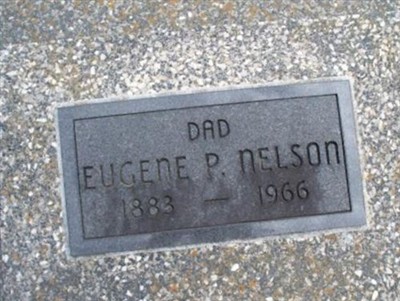 DAD
EUGENE P. NELSON
1883 — 1966